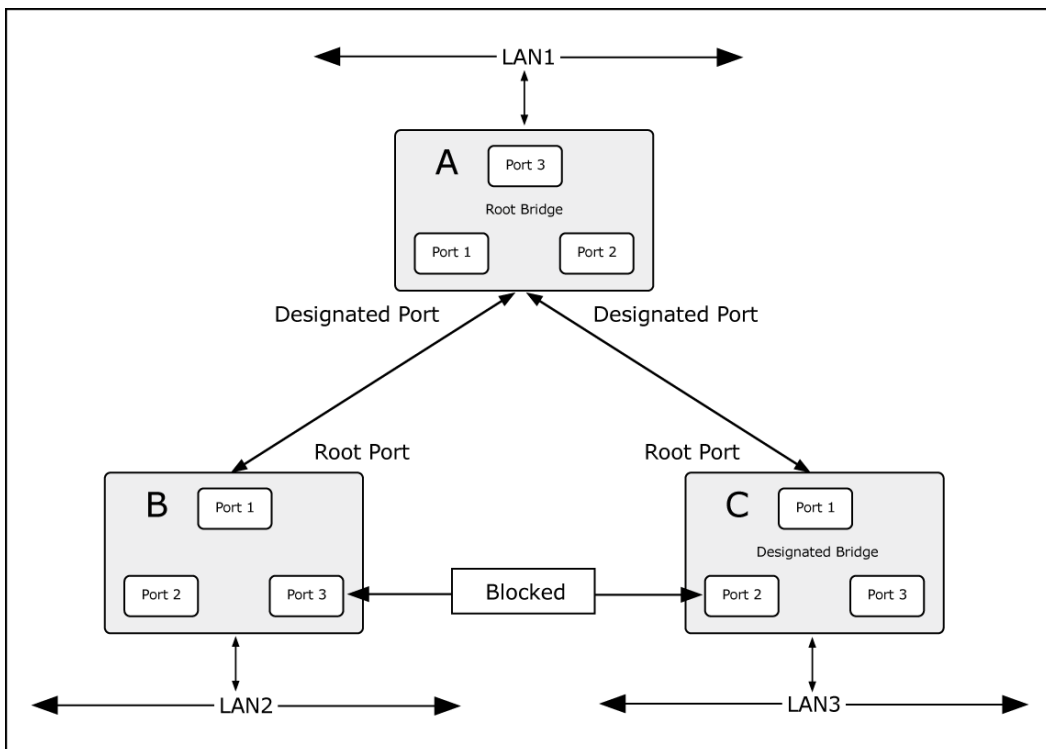 LAN1
A
Port 3
Root Bridge
Port 1
Port 2
Designated Port
Designated Port
Root Port
Root Port
B
Port 1
Port 2
Port 3
Blocked
C
Port 1
Designated Bridge
Port 2
Port 3
LAN2
LAN3